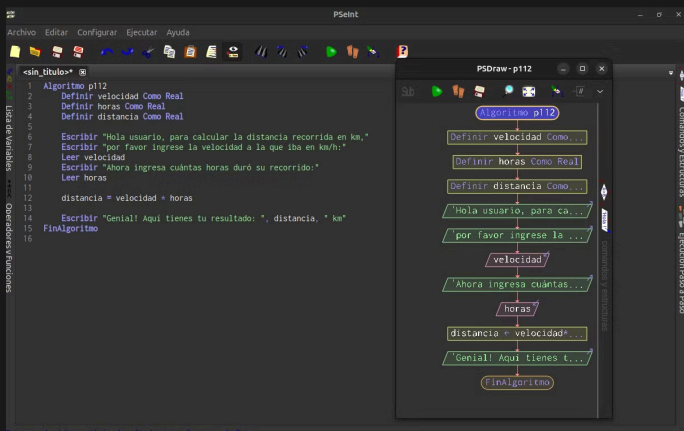 PSeInt
Archivo Editar Configurar Ejecutar Ayuda
<sin_titulo>*
1 Algoritmo p112
2 Definir velocidad Como Real
3 Definir horas Como Real
4 Definir distancia Como Real
5
6 Escribir "Hola usuario, para calcular la distancia recorrida en km,"
7 Escribir "por favor ingrese la velocidad a la que iba en km/h:"
8 Leer velocidad
9 Escribir "Ahora ingresa cuántas horas duró su recorrido:"
10 Leer horas
11
12 distancia = velocidad * horas
13
14 Escribir "Genial! Aquí tienes tu resultado: ", distancia, " km"
15 FinAlgoritmo
16
Lista de Variables
Operadores y Funciones
PSDraw - p112
Sub
Algoritmo p112
Definir velocidad Como...
Definir horas Como Real
Definir distancia Como...
'Hola usuario, para ca...
'por favor ingrese la ...
velocidad
'Ahora ingresa cuántas...
horas
distancia ← velocidad*...
'Genial! Aquí tienes t...
FinAlgoritmo
comandos y estructuras
Comandos y Estructuras
Ejecución Paso a Paso